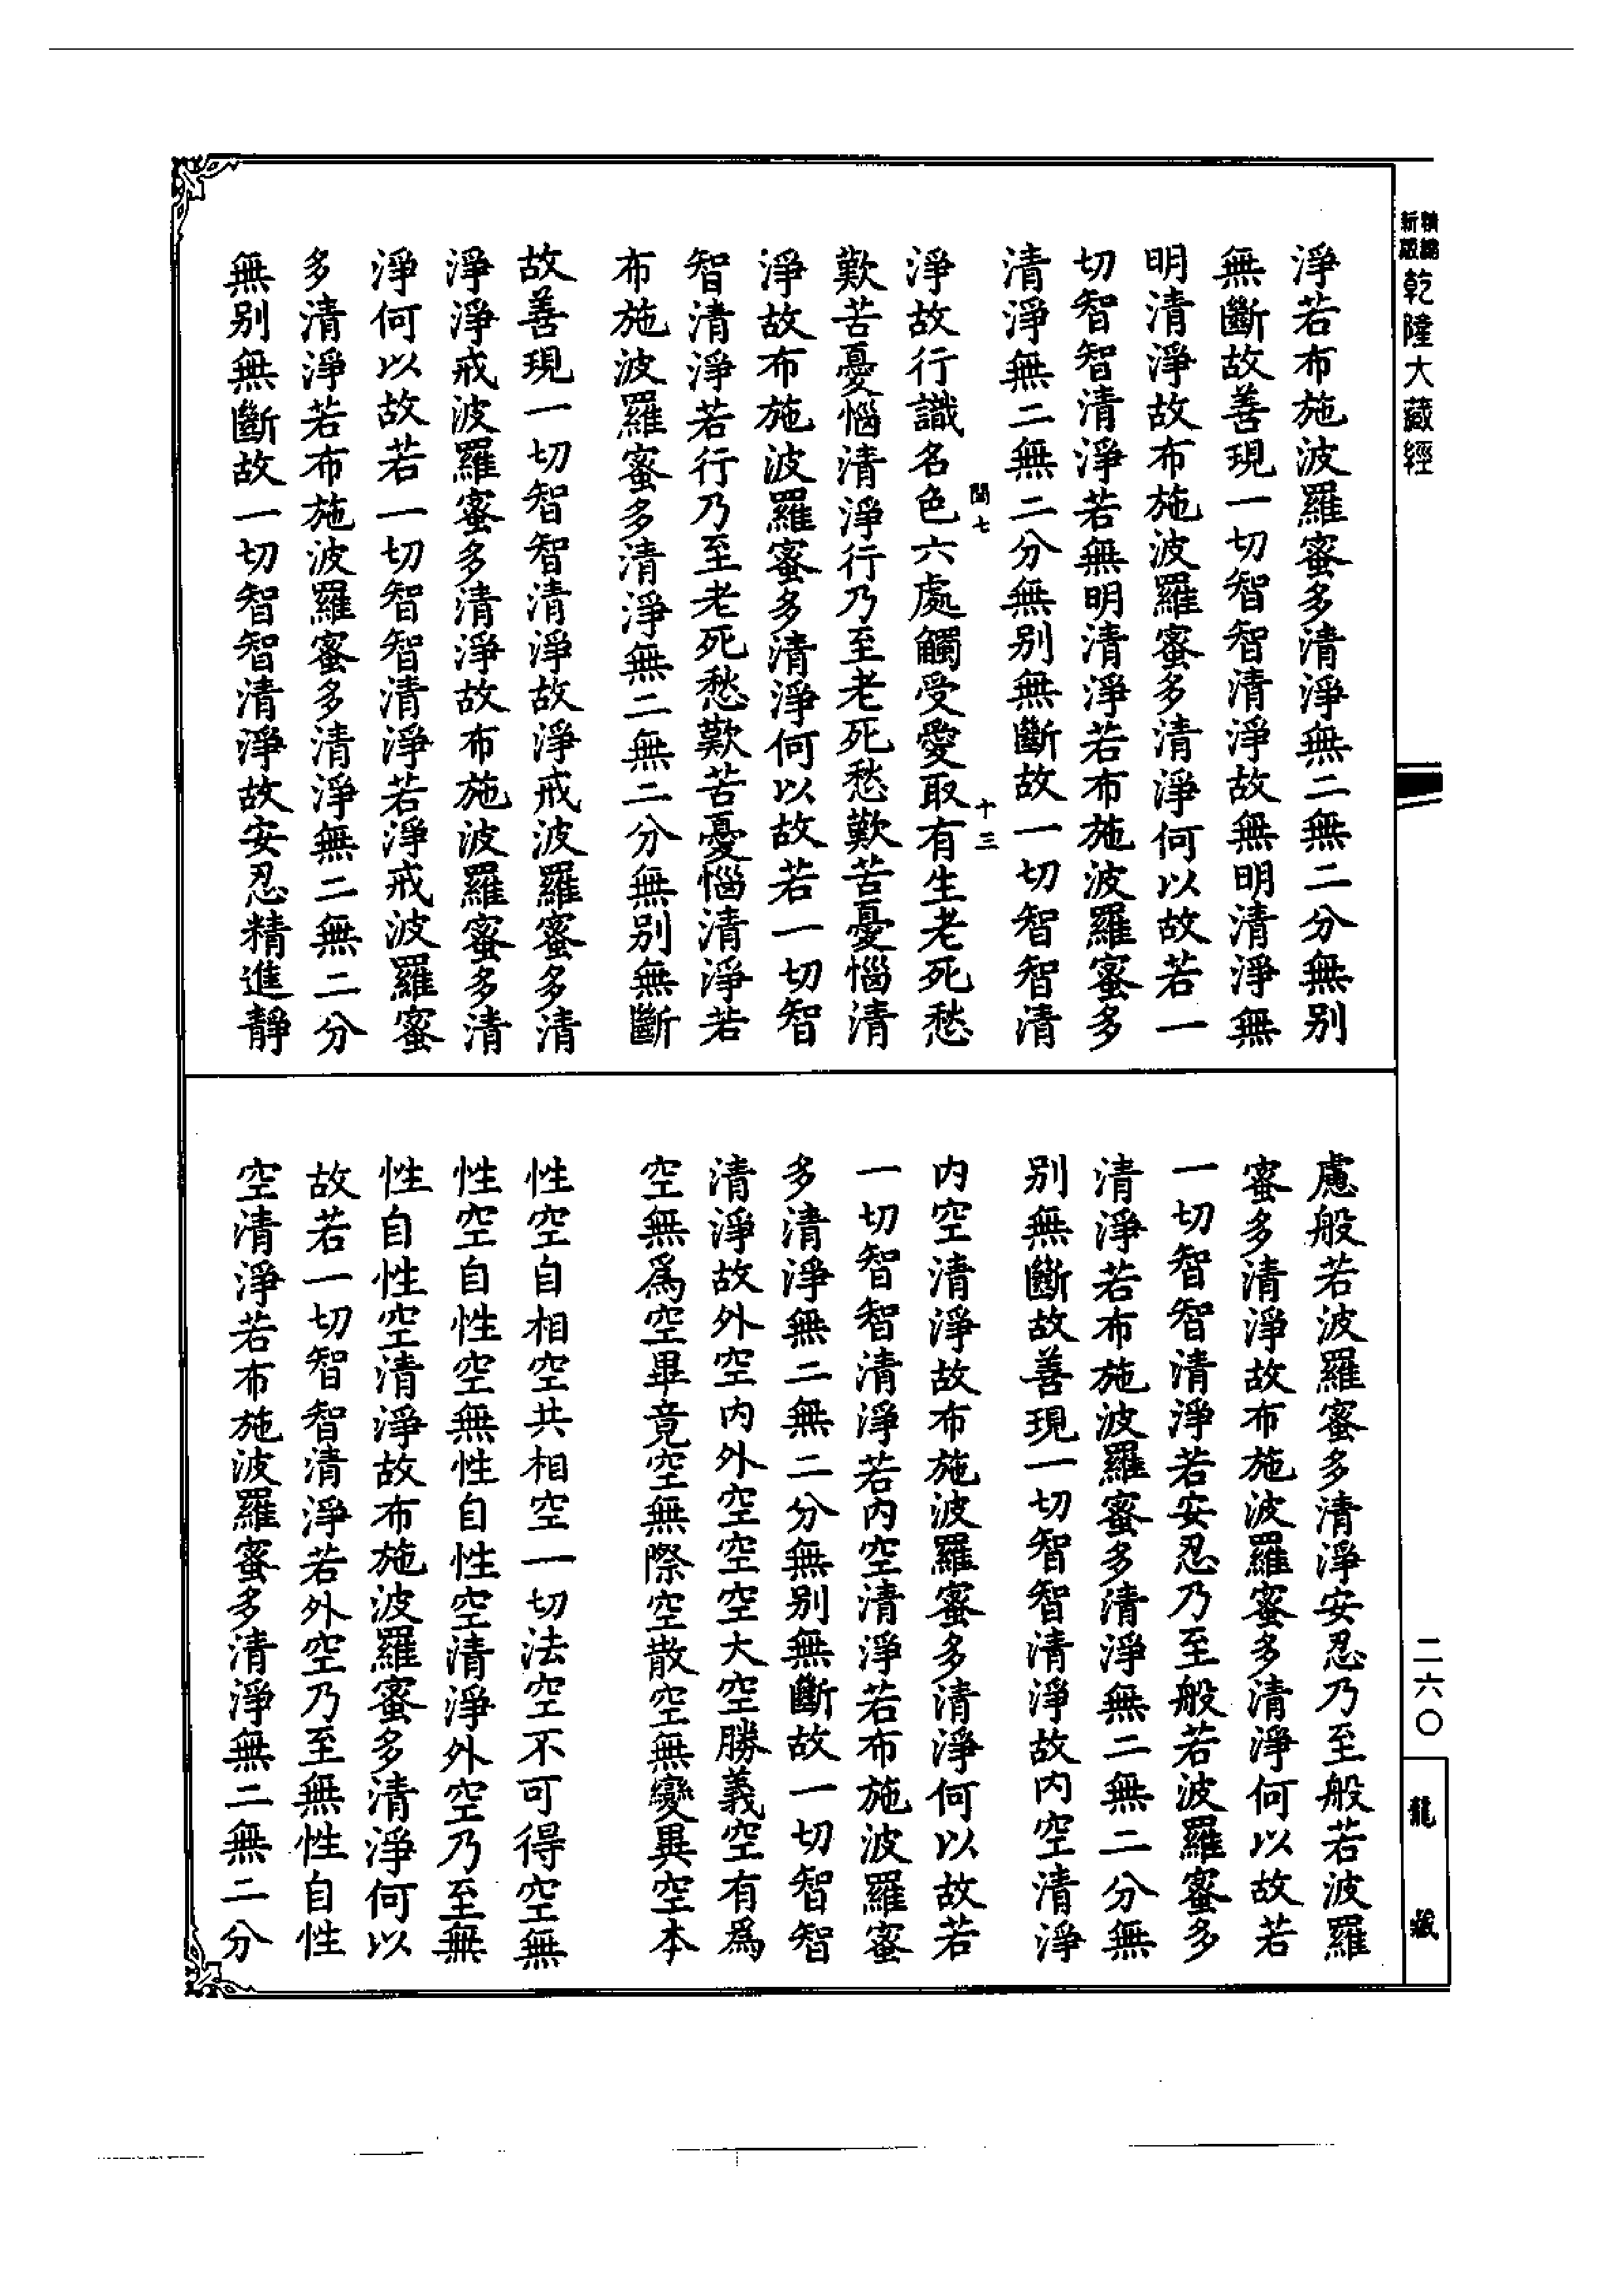 精編
新版
乾隆大藏經
淨若布施波羅蜜多清淨無二無二分無别
無斷故善現一切智智清淨故無明清淨無
明清淨故布施波羅蜜多清淨何以故若一
切智智清淨若無明清淨若布施波羅蜜多
清淨無二無二分無别無斷故一切智智清
閏七
十三
淨故行識名色六處觸受愛取有生老死愁
歎苦憂惱清淨行乃至老死愁歎苦憂惱清
淨故布施波羅蜜多清淨何以故若一切智
智清淨若行乃至老死愁歎苦憂惱清淨若
布施波羅蜜多清淨無二無二分無别無斷
故善現一切智智清淨故淨戒波羅蜜多清
淨淨戒波羅蜜多清淨故布施波羅蜜多清
淨何以故若一切智智清淨若淨戒波羅蜜
多清淨若布施波羅蜜多清淨無二無二分
無别無斷故一切智智清淨故安忍精進靜
慮般若波羅蜜多清淨安忍乃至般若波羅
蜜多清淨故布施波羅蜜多清淨何以故若
一切智智清淨若安忍乃至般若波羅蜜多
清淨若布施波羅蜜多清淨無二無二分無
别無斷故善現一切智智清淨故内空清淨
内空清淨故布施波羅蜜多清淨何以故若
一切智智清淨若内空清淨若布施波羅蜜
多清淨無二無二分無别無斷故一切智智
清淨故外空内外空空空大空勝義空有爲
空無爲空畢竟空無際空散空無變異空本
性空自相空共相空一切法空不可得空無
性空自性空無性自性空清淨外空乃至無
性自性空清淨故布施波羅蜜多清淨何以
故若一切智智清淨若外空乃至無性自性
空清淨若布施波羅蜜多清淨無二無二分
二六〇
龍藏